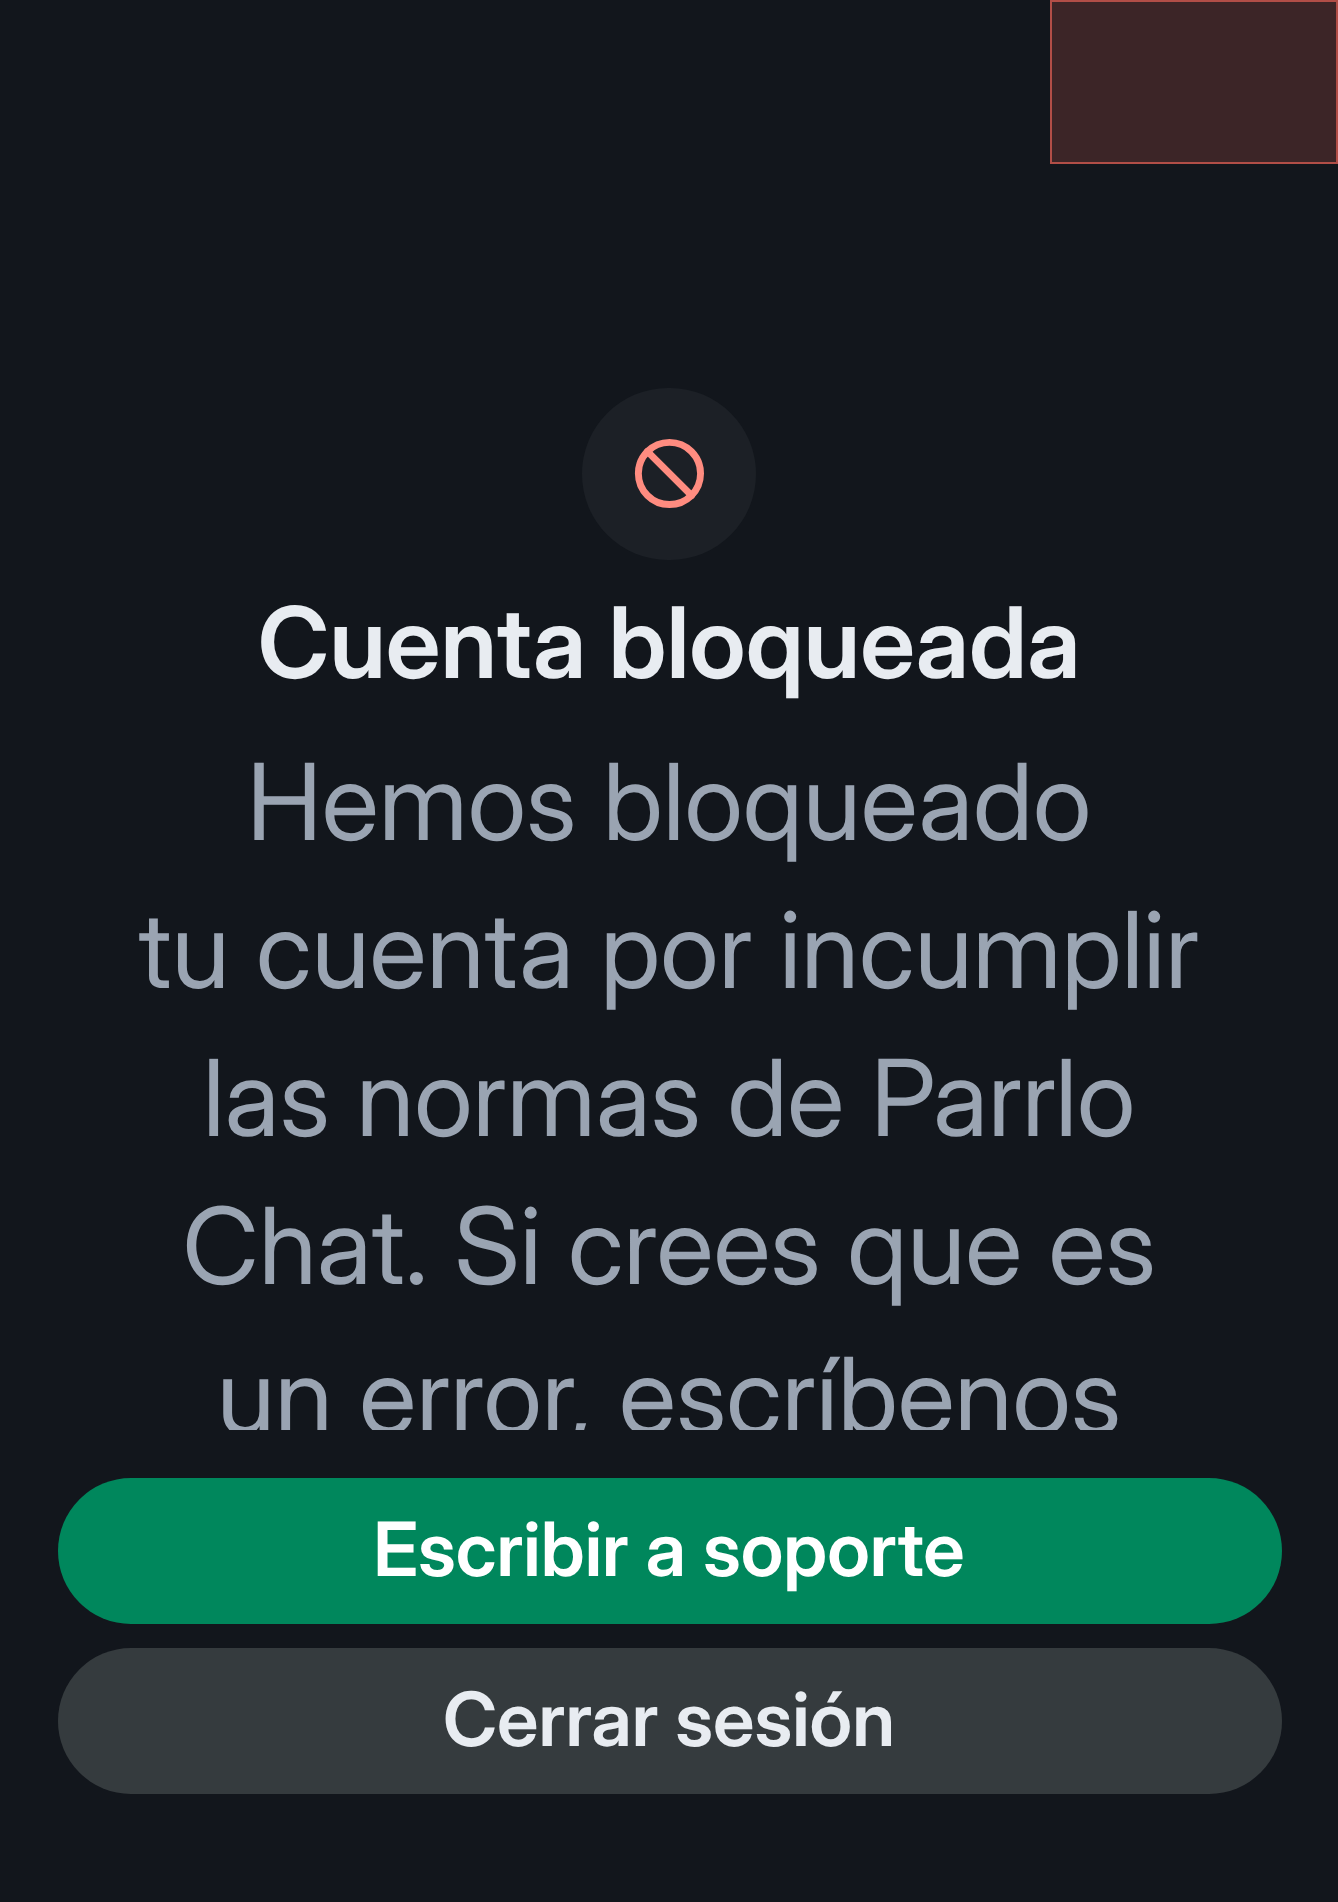 Cuenta bloqueada
Hemos bloqueado
tu cuenta por incumplir
las normas de Parrlo
Chat. Si crees que es
un error, escríbenos
Escribir a soporte
Cerrar sesión